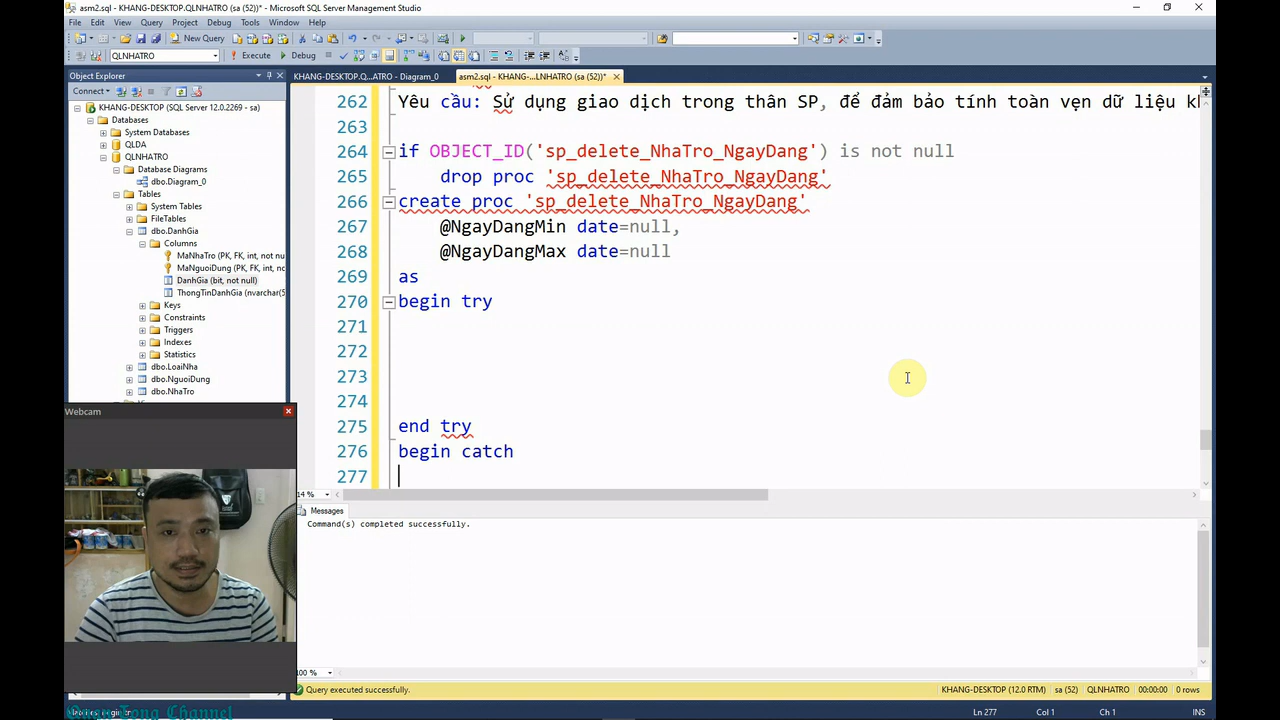 asm2.sql - KHANG-DESKTOP.QLNHATRO (sa (52))* - Microsoft SQL Server Management Studio
File Edit View Query Project Debug Tools Window Help
New Query
QLNHATRO Execute Debug
Object Explorer
Connect
KHANG-DESKTOP (SQL Server 12.0.2269 - sa)
Databases
System Databases
QLDA
QLNHATRO
Database Diagrams
dbo.Diagram_0
Tables
System Tables
FileTables
dbo.DanhGia
Columns
MaNhaTro (PK, FK, int, not nu
MaNguoiDung (PK, FK, int, no
DanhGia (bit, not null)
ThongTinDanhGia (nvarchar(5
Keys
Constraints
Triggers
Indexes
Statistics
dbo.LoaiNha
dbo.NguoiDung
dbo.NhaTro
Webcam
KHANG-DESKTOP.Q...ATRO - Diagram_0 asm2.sql - KHANG-...LNHATRO (sa (52))*
262 Yêu cầu: Sử dụng giao dịch trong thân SP, để đảm bảo tính toàn vẹn dữ liệu kh
263
264 if OBJECT_ID('sp_delete_NhaTro_NgayDang') is not null
265 drop proc 'sp_delete_NhaTro_NgayDang'
266 create proc 'sp_delete_NhaTro_NgayDang'
267 @NgayDangMin date=null,
268 @NgayDangMax date=null
269 as
270 begin try
271
272
273
274
275 end try
276 begin catch
277
14 %
Messages
Command(s) completed successfully.
100 %
Query executed successfully. KHANG-DESKTOP (12.0 RTM) sa (52) QLNHATRO 00:00:00 0 rows
Ln 277 Col 1 Ch 1 INS
Quan Tong Channel